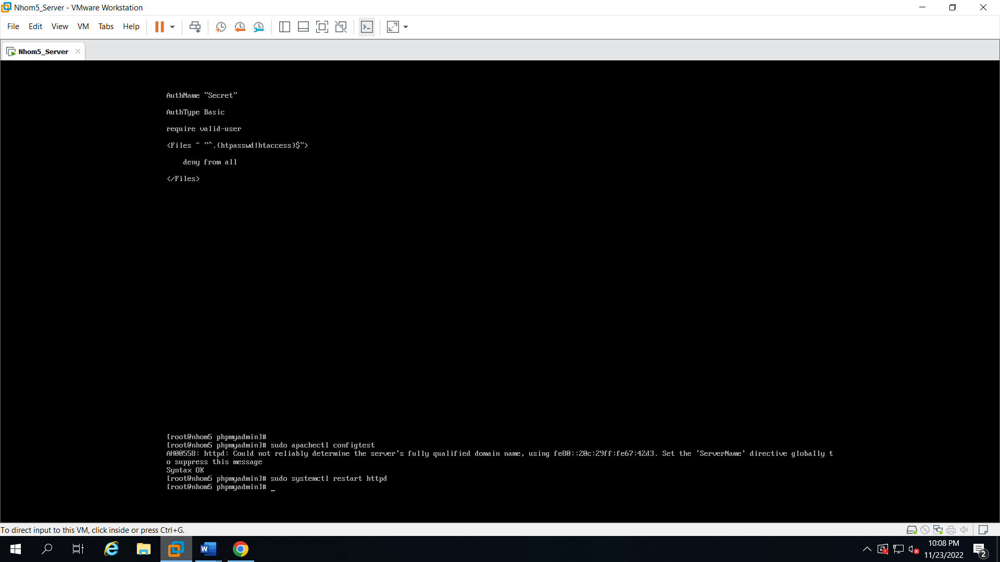 Nhom5_Server - VMware Workstation
File Edit View VM Tabs Help
Nhom5_Server
AuthName "Secret"
AuthType Basic
require valid-user
<Files ~ "^.(htpasswd|htaccess)$">
deny from all
</Files>
[root@nhom5 phpmyadmin]#
[root@nhom5 phpmyadmin]# sudo apachectl configtest
AH00558: httpd: Could not reliably determine the server's fully qualified domain name, using fe80::20c:29ff:fe67:42d3. Set the 'ServerName' directive globally t
o suppress this message
Syntax OK
[root@nhom5 phpmyadmin]# sudo systemctl restart httpd
[root@nhom5 phpmyadmin]# _
To direct input to this VM, click inside or press Ctrl+G.
10:08 PM
11/23/2022
2